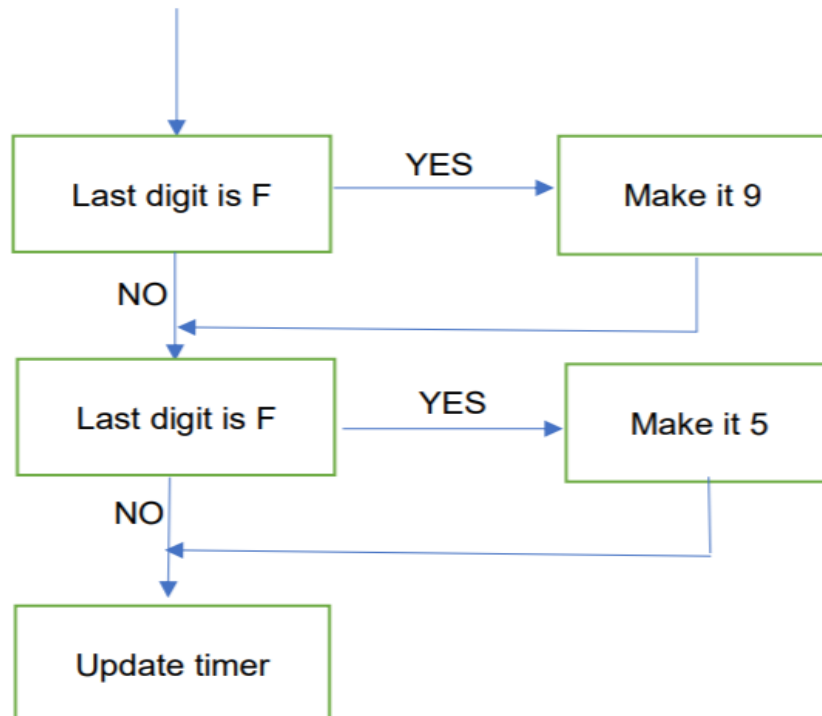 Last digit is F
YES
Make it 9
NO
Last digit is F
YES
Make it 5
NO
Update timer